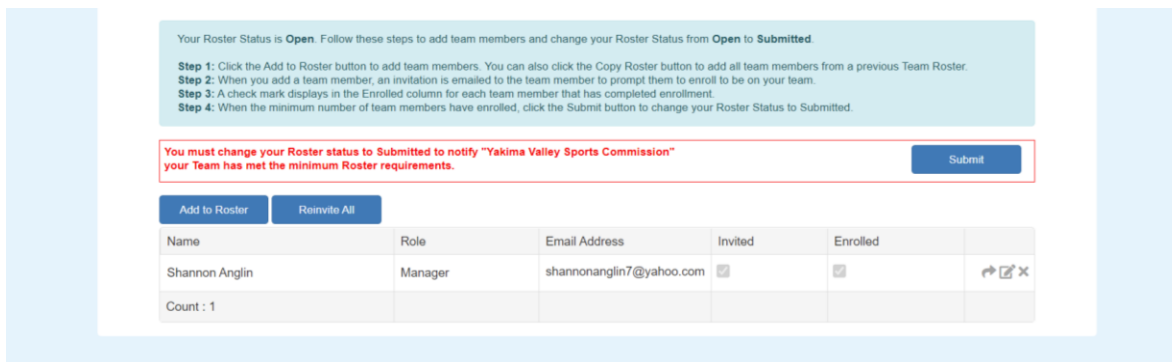 Your Roster Status is Open. Follow these steps to add team members and change your Roster Status from Open to Submitted.
Step 1: Click the Add to Roster button to add team members. You can also click the Copy Roster button to add all team members from a previous Team Roster.
Step 2: When you add a team member, an invitation is emailed to the team member to prompt them to enroll to be on your team.
Step 3: A check mark displays in the Enrolled column for each team member that has completed enrollment.
Step 4: When the minimum number of team members have enrolled, click the Submit button to change your Roster Status to Submitted.
You must change your Roster status to Submitted to notify "Yakima Valley Sports Commission"
your Team has met the minimum Roster requirements.
Submit
Add to Roster Reinvite All
Name Role Email Address Invited Enrolled
Shannon Anglin Manager shannonanglin7@yahoo.com
Count : 1